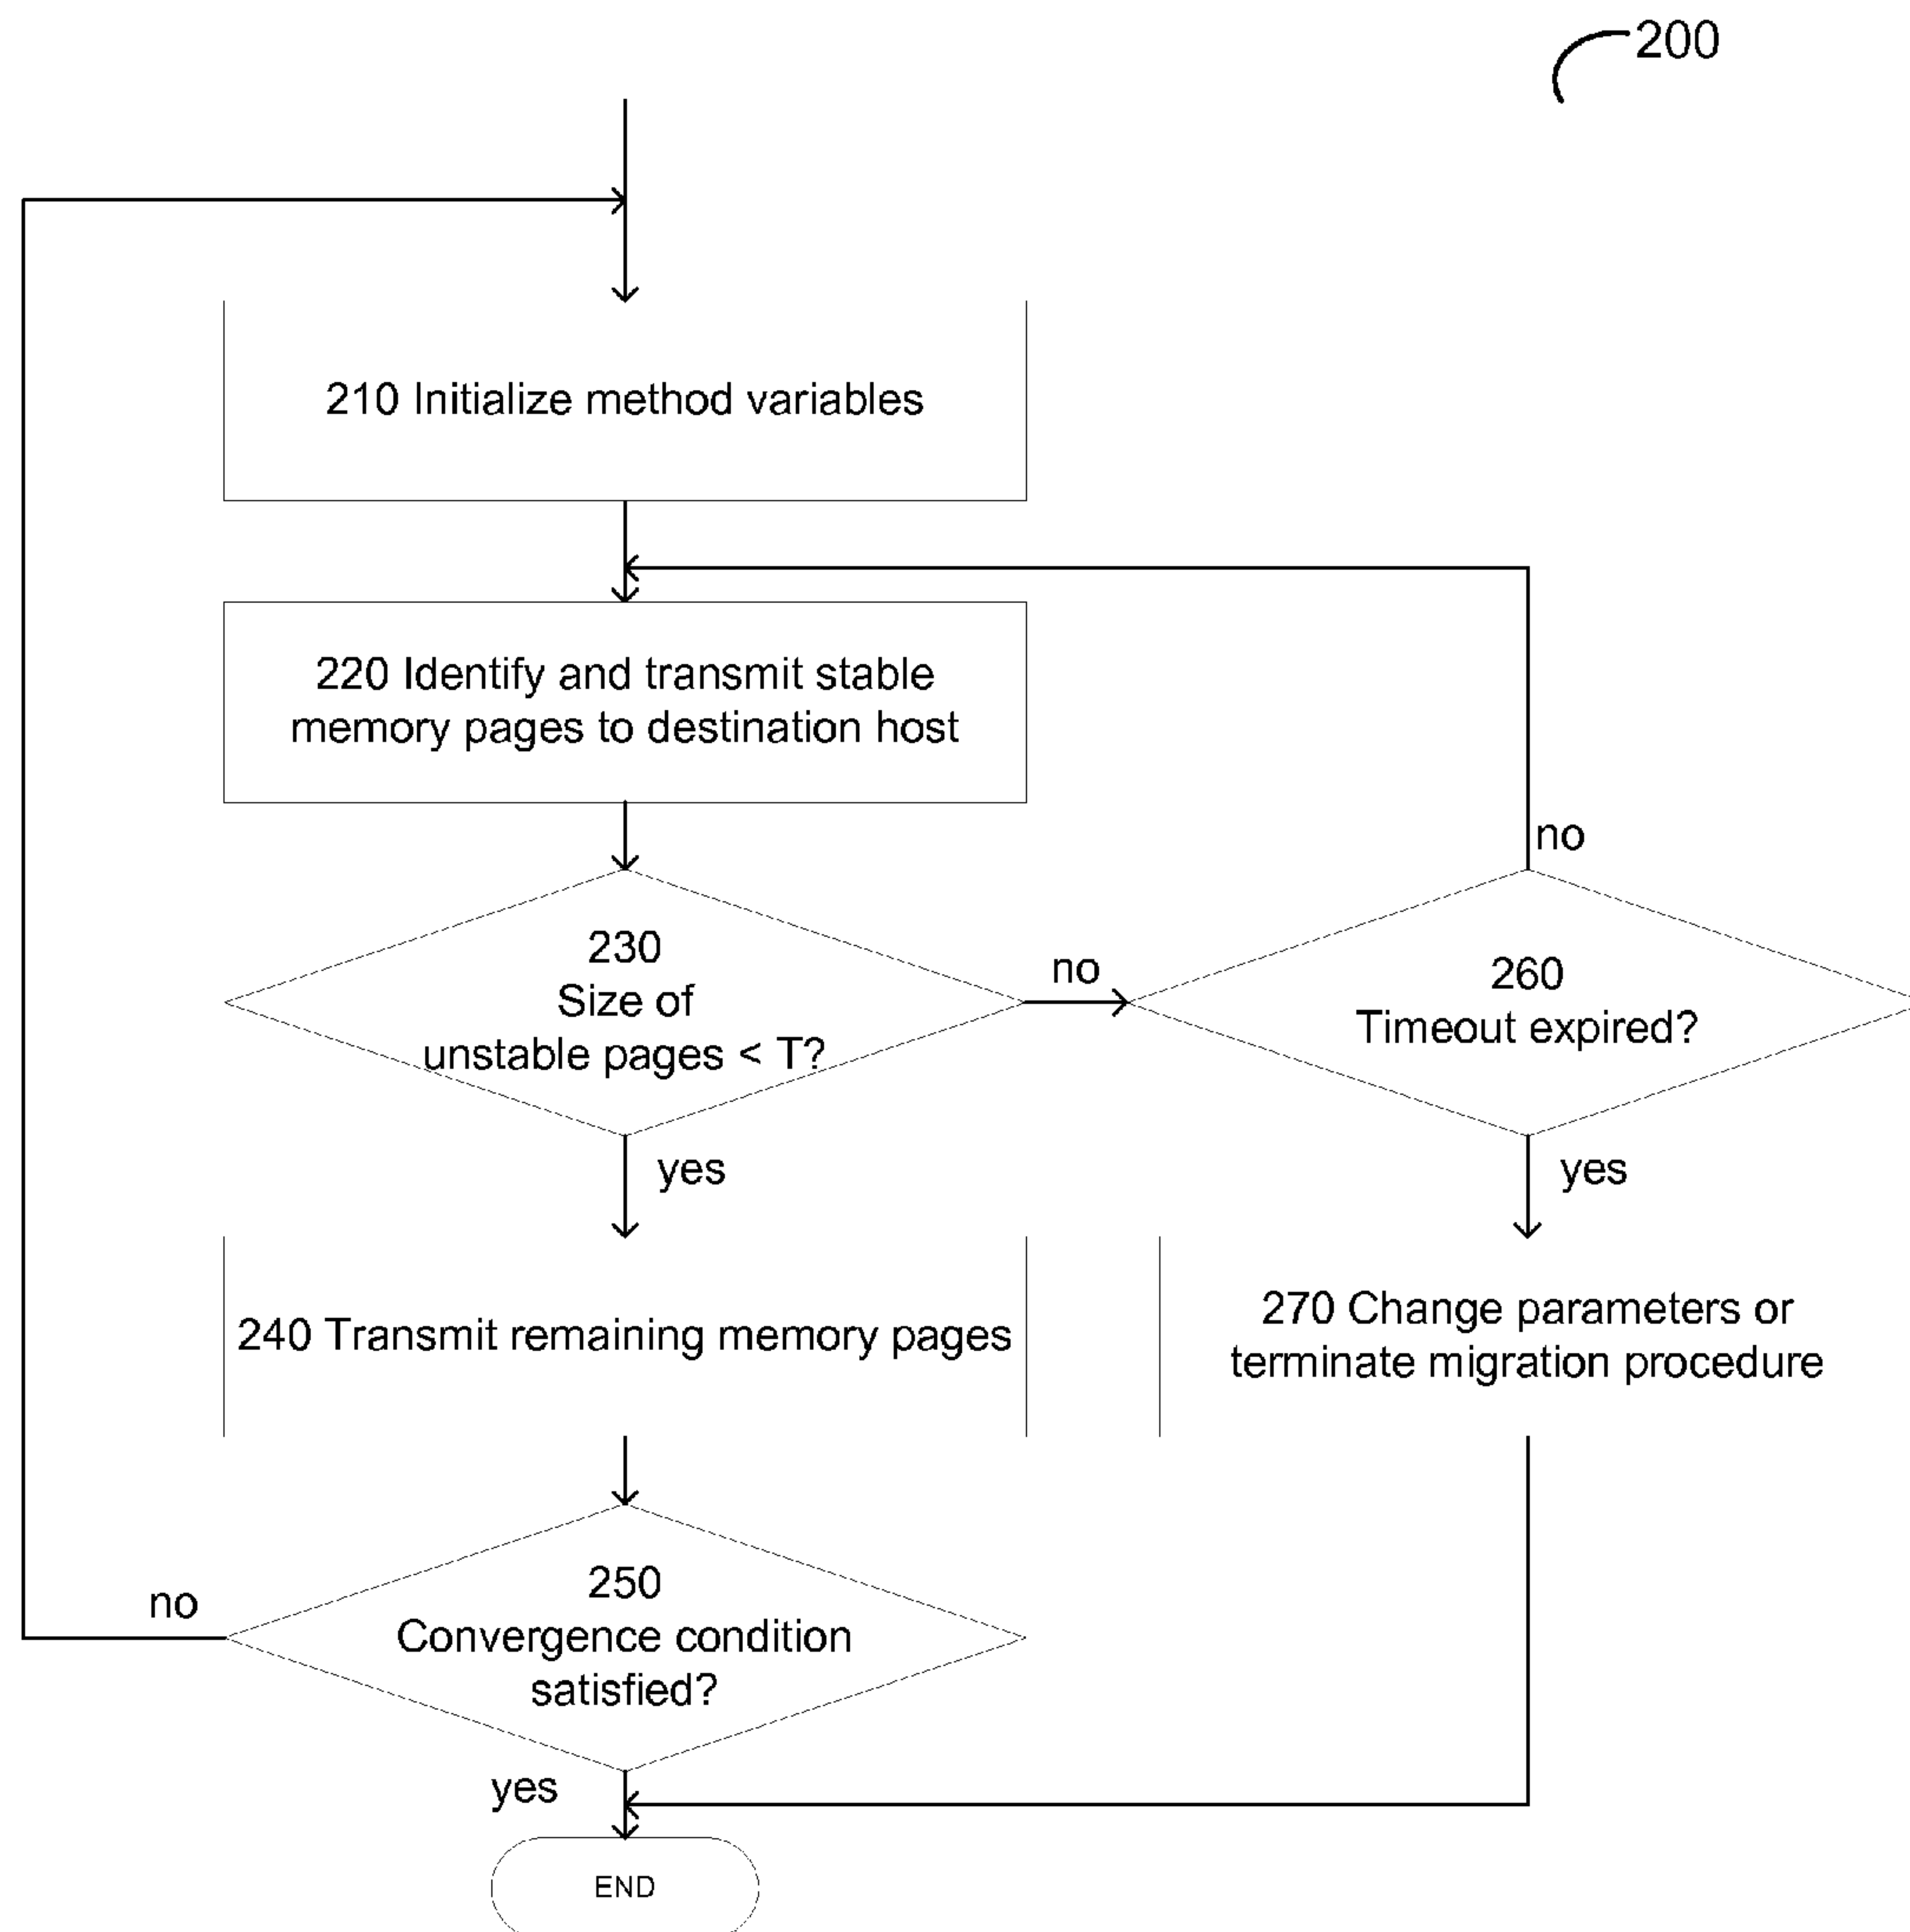 200
210 Initialize method variables
220 Identify and transmit stable
memory pages to destination host
no
230
Size of
unstable pages < T?
no
260
Timeout expired?
yes
yes
240 Transmit remaining memory pages
270 Change parameters or
terminate migration procedure
250
Convergence condition
satisfied?
no
yes
END